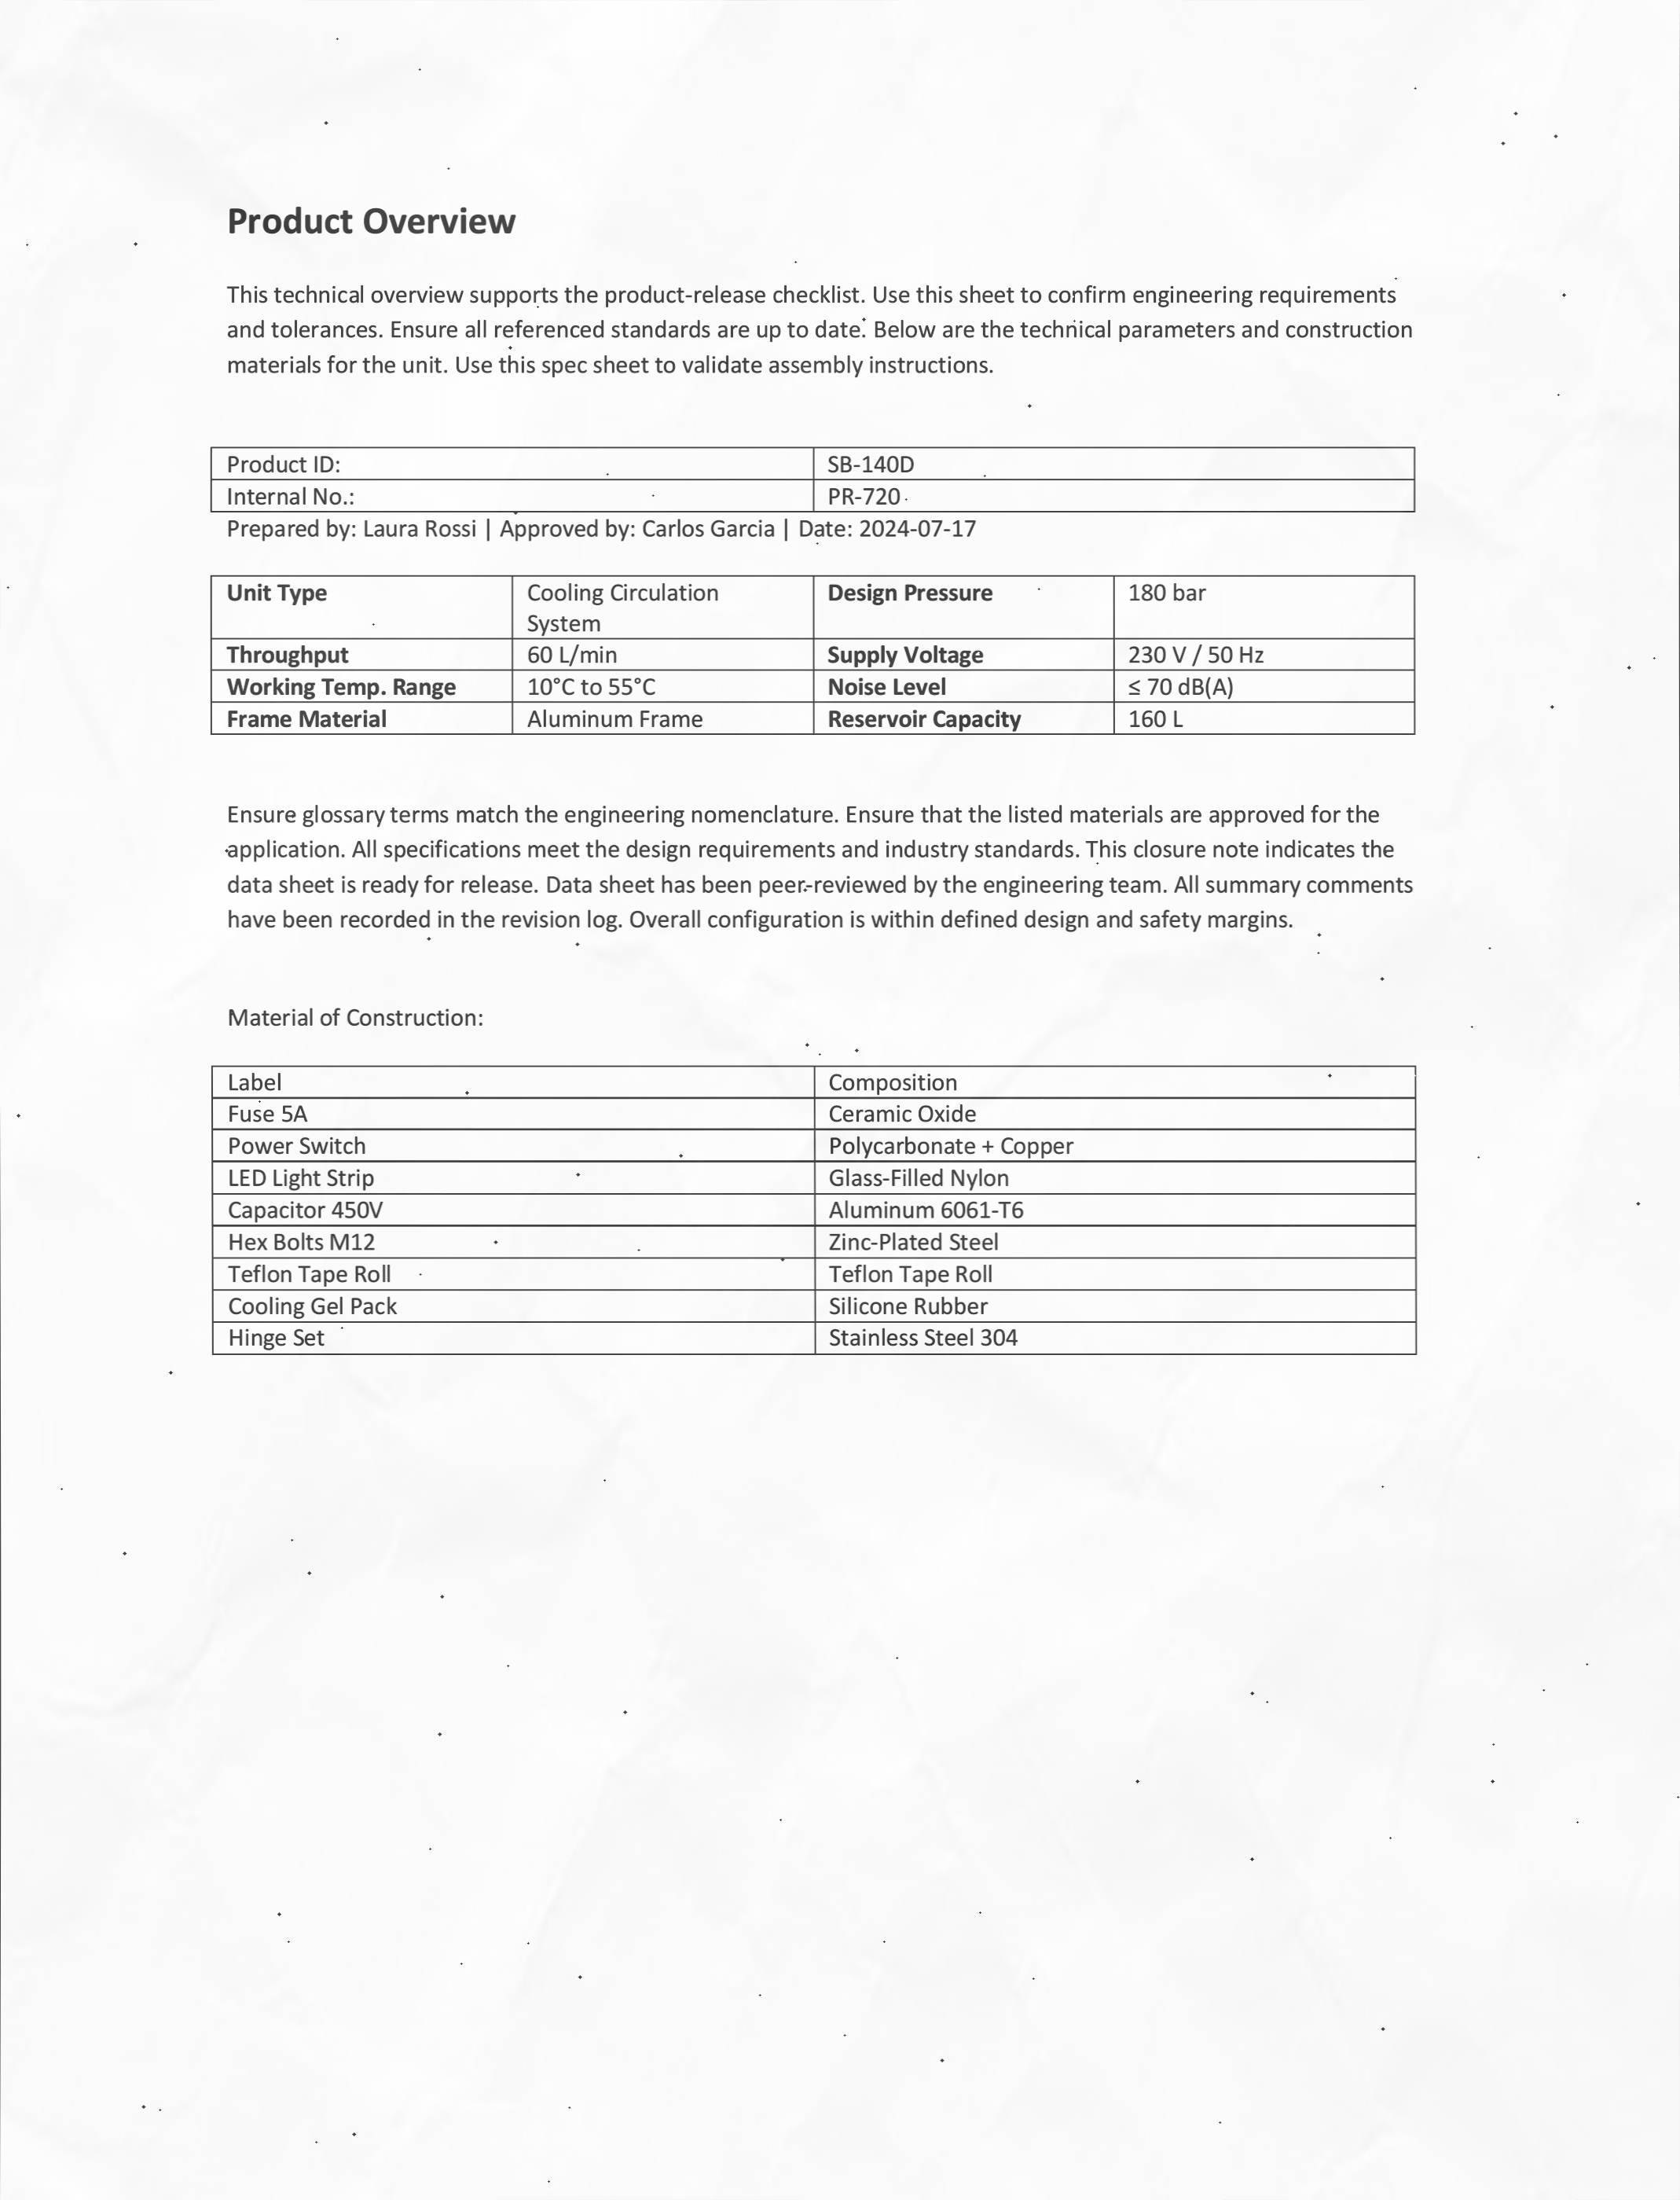 Product Overview
This technical overview supports the product-release checklist. Use this sheet to confirm engineering requirements
and tolerances. Ensure all referenced standards are up to date. Below are the technical parameters and construction
materials for the unit. Use this spec sheet to validate assembly instructions.
Product ID: SB-140D
Internal No.: PR-720
Prepared by: Laura Rossi | Approved by: Carlos Garcia | Date: 2024-07-17
Unit Type Cooling Circulation Design Pressure 180 bar
System
Throughput 60 L/min Supply Voltage 230 V / 50 Hz
Working Temp. Range 10°C to 55°C Noise Level ≤ 70 dB(A)
Frame Material Aluminum Frame Reservoir Capacity 160 L
Ensure glossary terms match the engineering nomenclature. Ensure that the listed materials are approved for the
application. All specifications meet the design requirements and industry standards. This closure note indicates the
data sheet is ready for release. Data sheet has been peer-reviewed by the engineering team. All summary comments
have been recorded in the revision log. Overall configuration is within defined design and safety margins.
Material of Construction:
Label Composition
Fuse 5A Ceramic Oxide
Power Switch Polycarbonate + Copper
LED Light Strip Glass-Filled Nylon
Capacitor 450V Aluminum 6061-T6
Hex Bolts M12 Zinc-Plated Steel
Teflon Tape Roll Teflon Tape Roll
Cooling Gel Pack Silicone Rubber
Hinge Set Stainless Steel 304